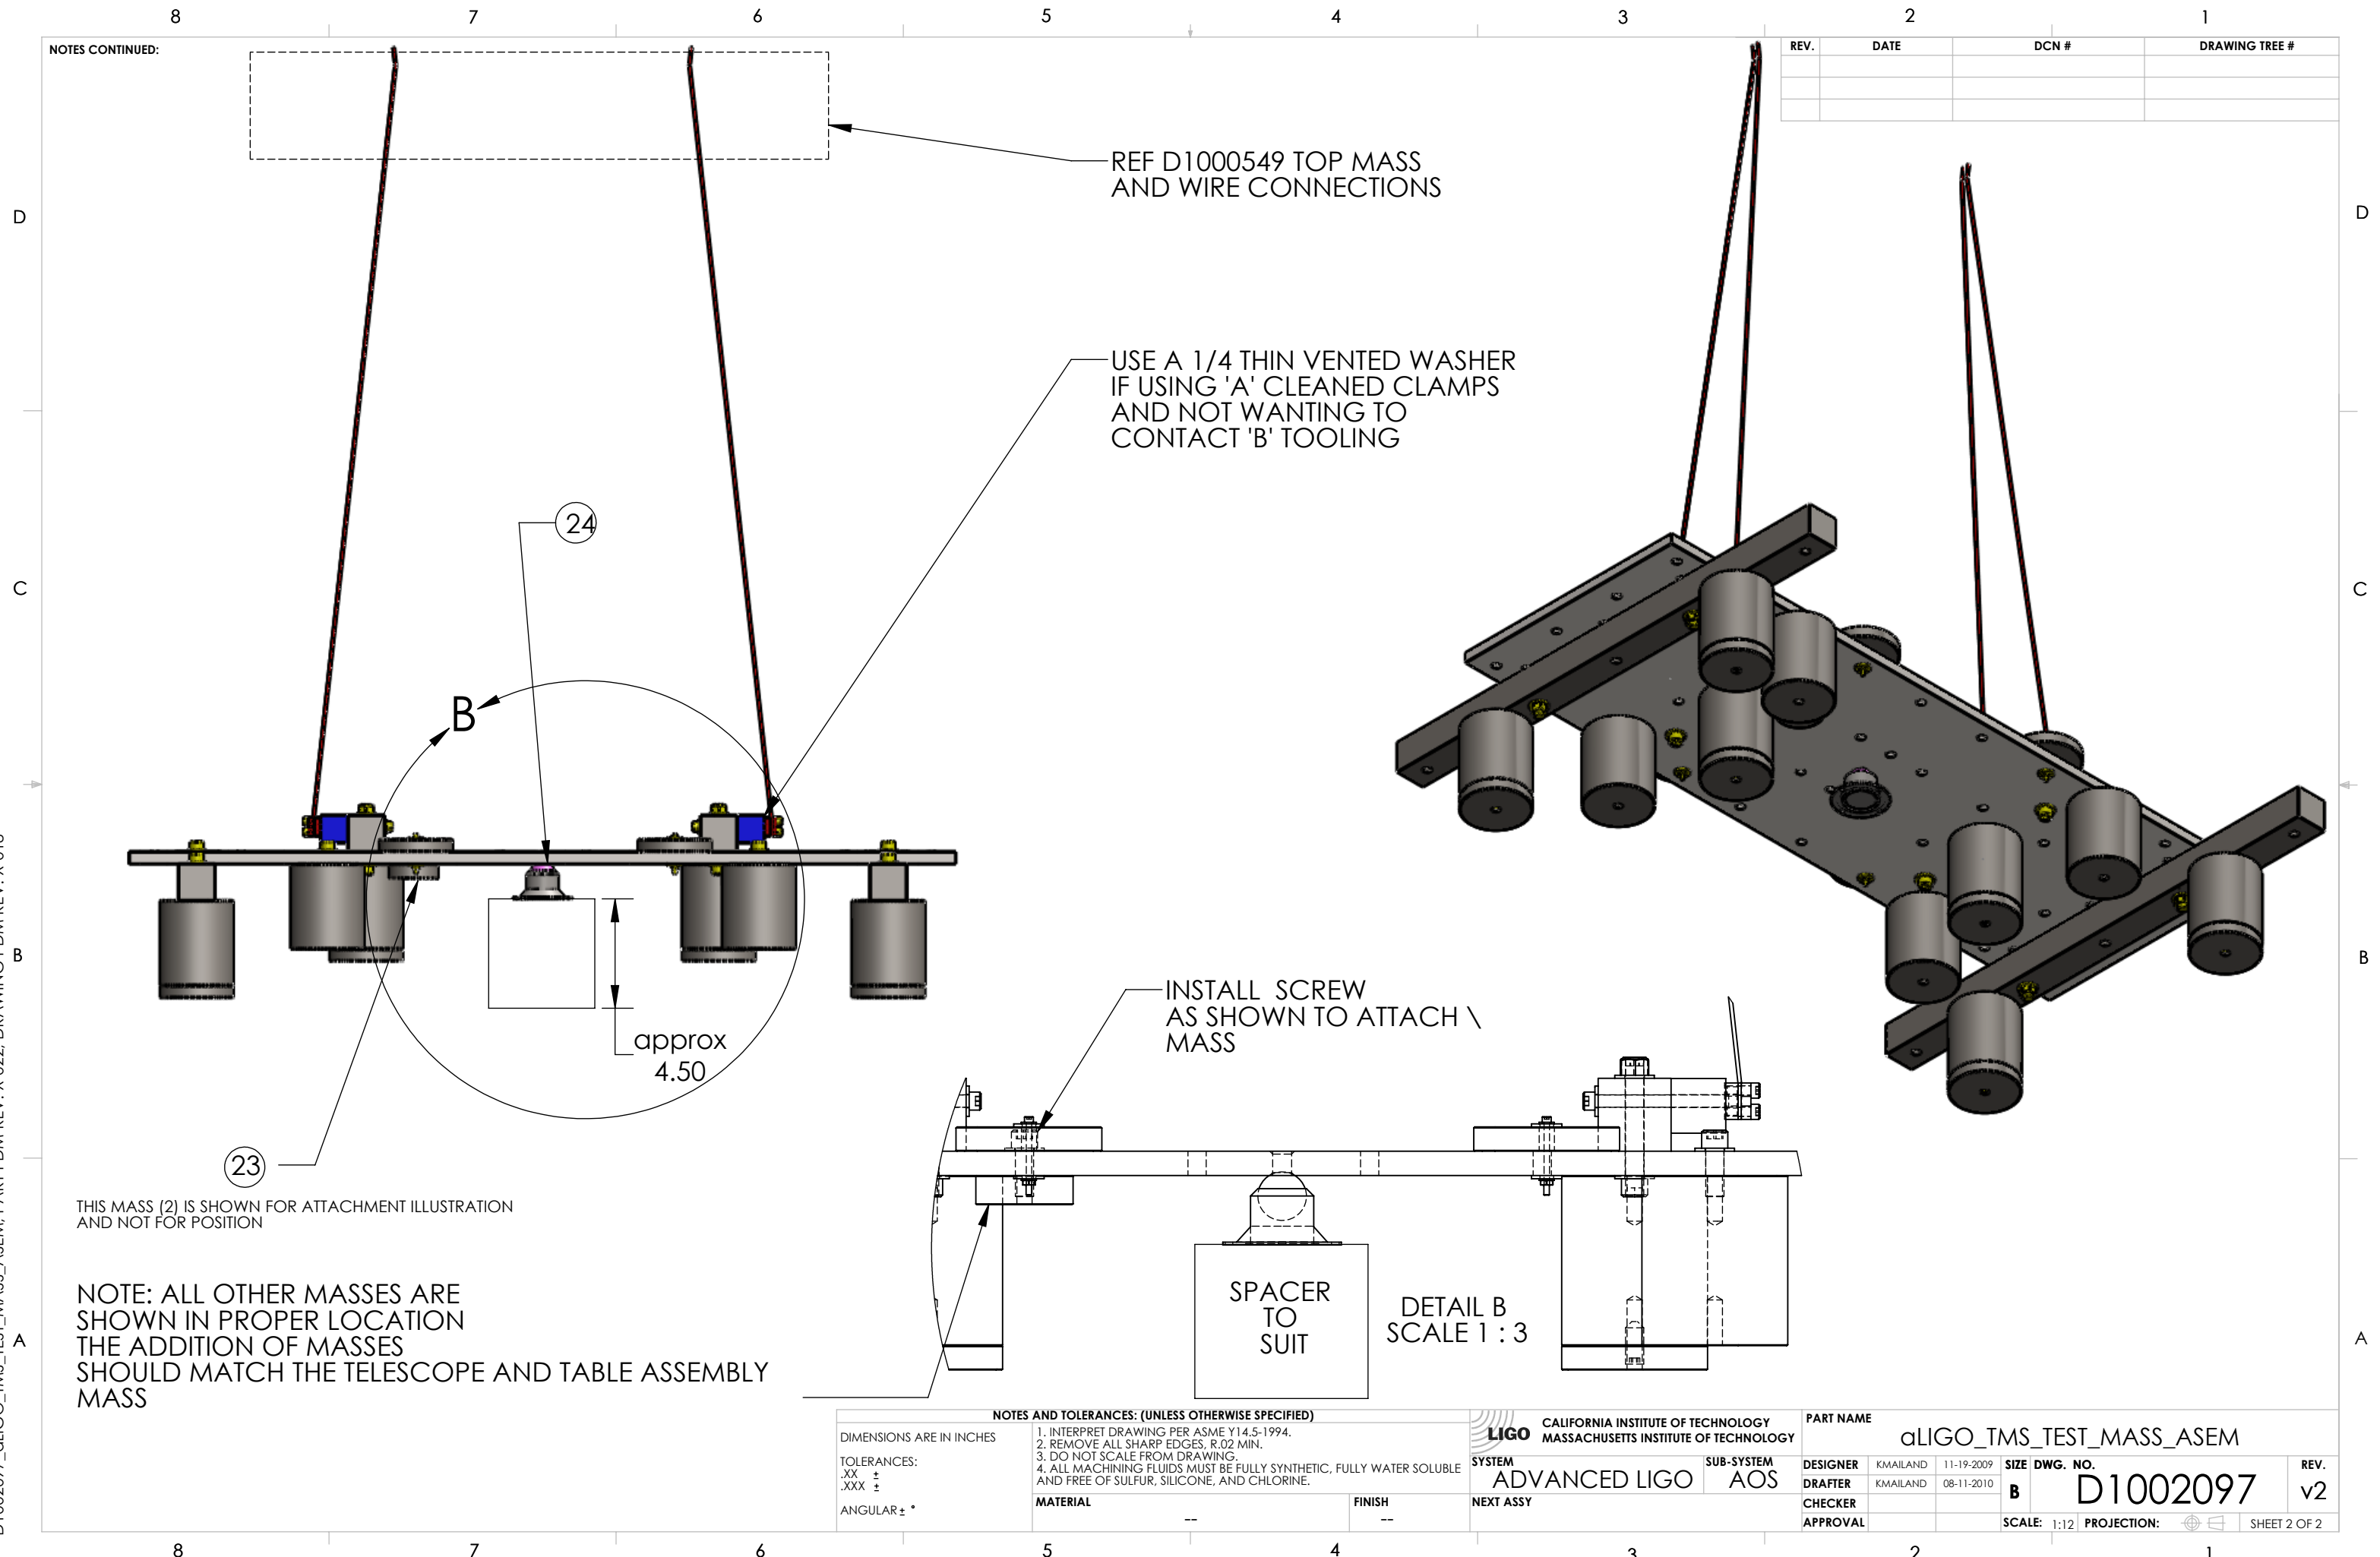 8 7 6 5 4 3 2 1
NOTES CONTINUED:
REV. DATE DCN # DRAWING TREE #
D
D
REF D1000549 TOP MASS
AND WIRE CONNECTIONS
USE A 1/4 THIN VENTED WASHER
IF USING 'A' CLEANED CLAMPS
AND NOT WANTING TO
CONTACT 'B' TOOLING
24
C
C
B
B
B
approx
4.50
INSTALL SCREW
AS SHOWN TO ATTACH \
MASS
23
THIS MASS (2) IS SHOWN FOR ATTACHMENT ILLUSTRATION
AND NOT FOR POSITION
NOTE: ALL OTHER MASSES ARE
SHOWN IN PROPER LOCATION
THE ADDITION OF MASSES
SHOULD MATCH THE TELESCOPE AND TABLE ASSEMBLY
MASS
SPACER
TO
SUIT
DETAIL B
SCALE 1 : 3
A
A
NOTES AND TOLERANCES: (UNLESS OTHERWISE SPECIFIED)
DIMENSIONS ARE IN INCHES
TOLERANCES:
.XX ±
.XXX ±
ANGULAR ± °
1. INTERPRET DRAWING PER ASME Y14.5-1994.
2. REMOVE ALL SHARP EDGES, R.02 MIN.
3. DO NOT SCALE FROM DRAWING.
4. ALL MACHINING FLUIDS MUST BE FULLY SYNTHETIC, FULLY WATER SOLUBLE
AND FREE OF SULFUR, SILICONE, AND CHLORINE.
MATERIAL
--
FINISH
--
LIGO
CALIFORNIA INSTITUTE OF TECHNOLOGY
MASSACHUSETTS INSTITUTE OF TECHNOLOGY
SYSTEM
ADVANCED LIGO
SUB-SYSTEM
AOS
NEXT ASSY
PART NAME
aLIGO_TMS_TEST_MASS_ASEM
DESIGNER KMAILAND 11-19-2009
DRAFTER KMAILAND 08-11-2010
CHECKER
APPROVAL
SIZE
B
DWG. NO.
D1002097
REV.
v2
SCALE: 1:12 PROJECTION: SHEET 2 OF 2
8 7 6 5 4 3 2 1